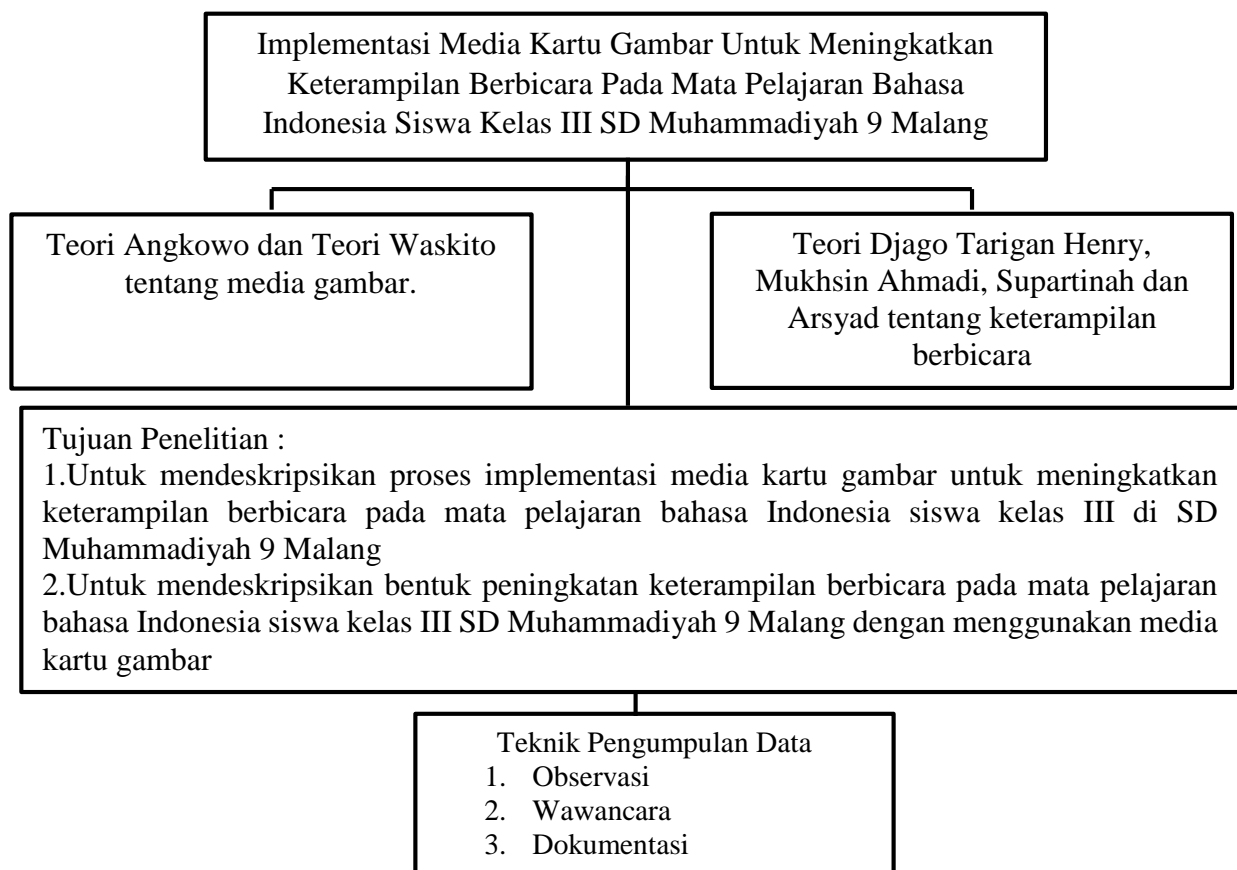 Implementasi Media Kartu Gambar Untuk Meningkatkan
Keterampilan Berbicara Pada Mata Pelajaran Bahasa
Indonesia Siswa Kelas III SD Muhammadiyah 9 Malang
Teori Angkowo dan Teori Waskito
tentang media gambar.
Teori Djago Tarigan Henry,
Mukhsin Ahmadi, Supartinah dan
Arsyad tentang keterampilan
berbicara
Tujuan Penelitian :
1.Untuk mendeskripsikan proses implementasi media kartu gambar untuk meningkatkan
keterampilan berbicara pada mata pelajaran bahasa Indonesia siswa kelas III di SD
Muhammadiyah 9 Malang
2.Untuk mendeskripsikan bentuk peningkatan keterampilan berbicara pada mata pelajaran
bahasa Indonesia siswa kelas III SD Muhammadiyah 9 Malang dengan menggunakan media
kartu gambar
Teknik Pengumpulan Data
1. Observasi
2. Wawancara
3. Dokumentasi